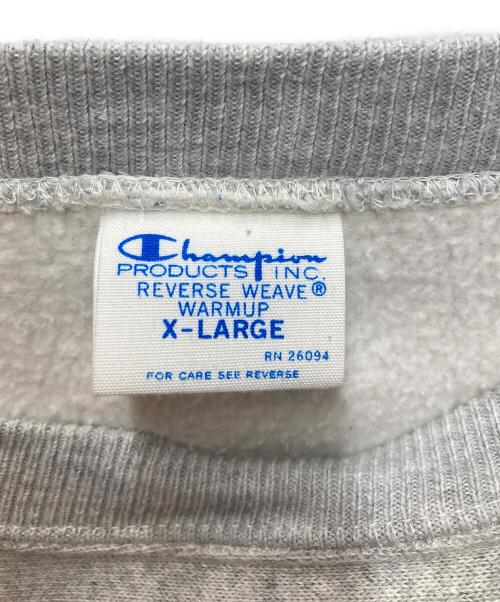 Champion
PRODUCTS INC.
REVERSE WEAVE®
WARMUP
X-LARGE
RN 26094
FOR CARE SEE REVERSE